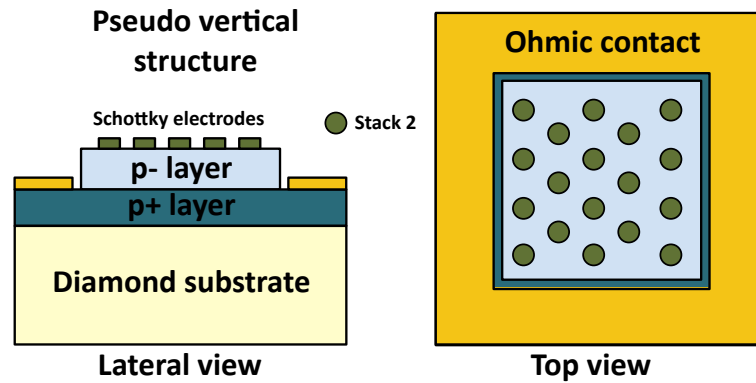 Pseudo vertical
structure
Schottky electrodes
Stack 2
p- layer
p+ layer
Diamond substrate
Lateral view
Ohmic contact
Top view